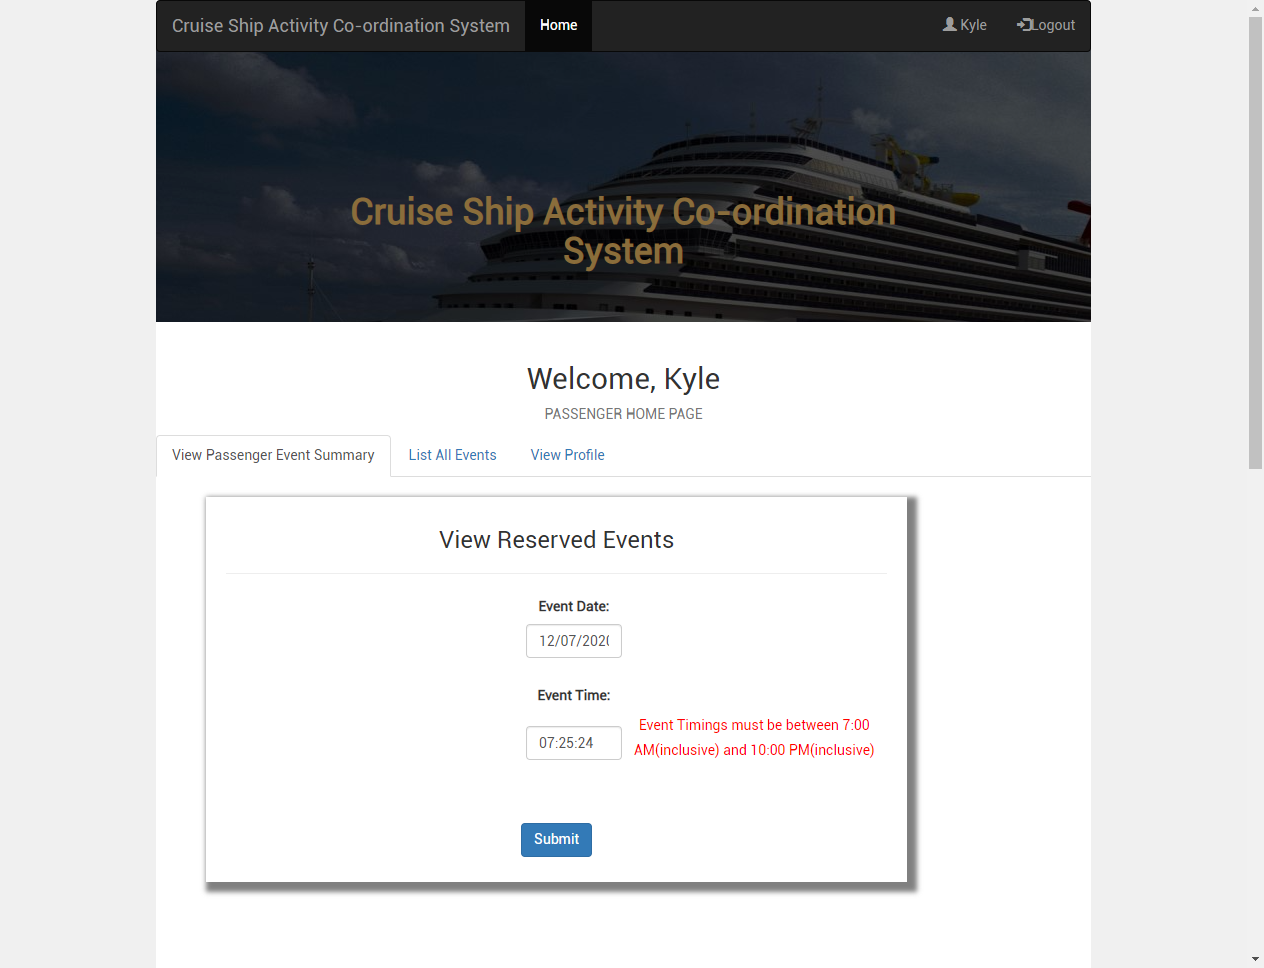 Cruise Ship Activity Co-ordination System Home Kyle Logout
Cruise Ship Activity Co-ordination
System
Welcome, Kyle
PASSENGER HOME PAGE
View Passenger Event Summary List All Events View Profile
View Reserved Events
Event Date:
12/07/2020
Event Time:
Event Timings must be between 7:00
07:25:24
AM(inclusive) and 10:00 PM(inclusive)
Submit